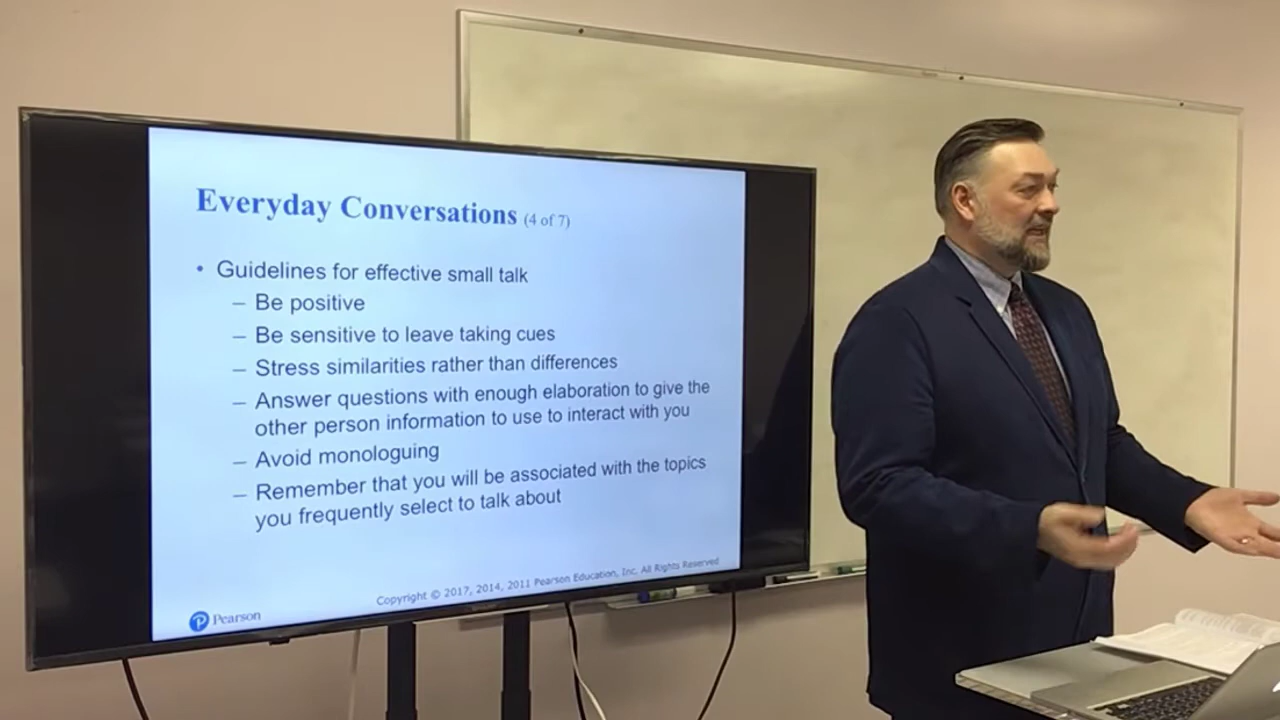 Everyday Conversations (4 of 7)
• Guidelines for effective small talk
– Be positive
– Be sensitive to leave taking cues
– Stress similarities rather than differences
– Answer questions with enough elaboration to give the
other person information to use to interact with you
– Avoid monologuing
– Remember that you will be associated with the topics
you frequently select to talk about
Copyright © 2017, 2014, 2011 Pearson Education, Inc. All Rights Reserved
Pearson